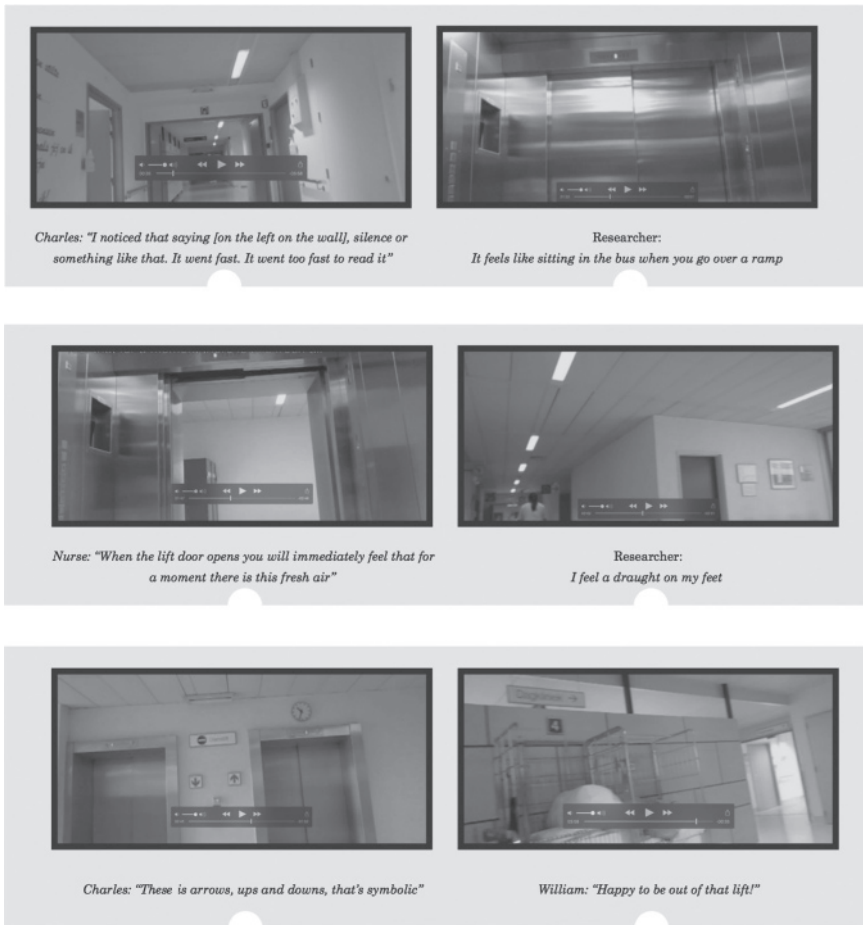 Charles: “I noticed that saying [on the left on the wall], silence or
something like that. It went fast. It went too fast to read it”
Researcher:
It feels like sitting in the bus when you go over a ramp
Nurse: “When the lift door opens you will immediately feel that for
a moment there is this fresh air”
Researcher:
I feel a draught on my feet
Charles: “These is arrows, ups and downs, that’s symbolic”
4
William: “Happy to be out of that lift!”